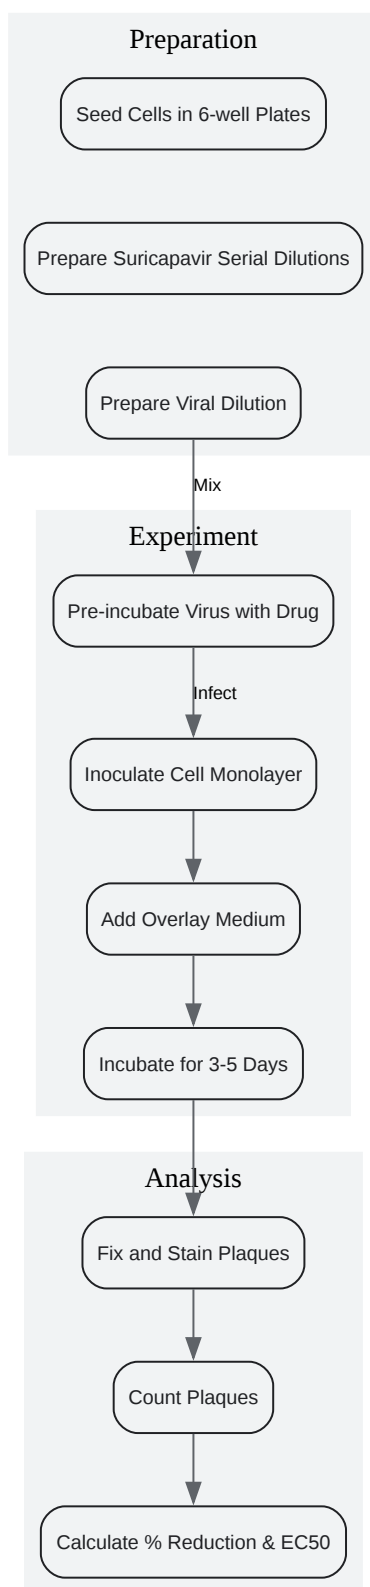 Preparation
Seed Cells in 6-well Plates
Prepare Suricapavir Serial Dilutions
Prepare Viral Dilution
Mix
Experiment
Pre-incubate Virus with Drug
Infect
Inoculate Cell Monolayer
Add Overlay Medium
Incubate for 3-5 Days
Analysis
Fix and Stain Plaques
Count Plaques
Calculate % Reduction & EC50